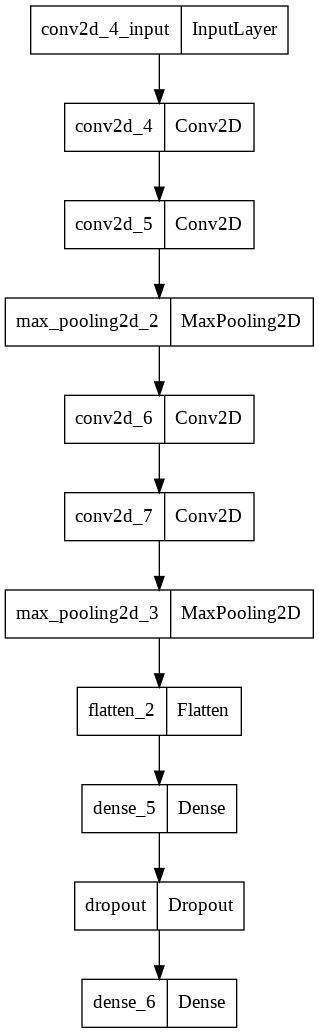 conv2d_4_input InputLayer
conv2d_4 Conv2D
conv2d_5 Conv2D
max_pooling2d_2 MaxPooling2D
conv2d_6 Conv2D
conv2d_7 Conv2D
max_pooling2d_3 MaxPooling2D
flatten_2 Flatten
dense_5 Dense
dropout Dropout
dense_6 Dense